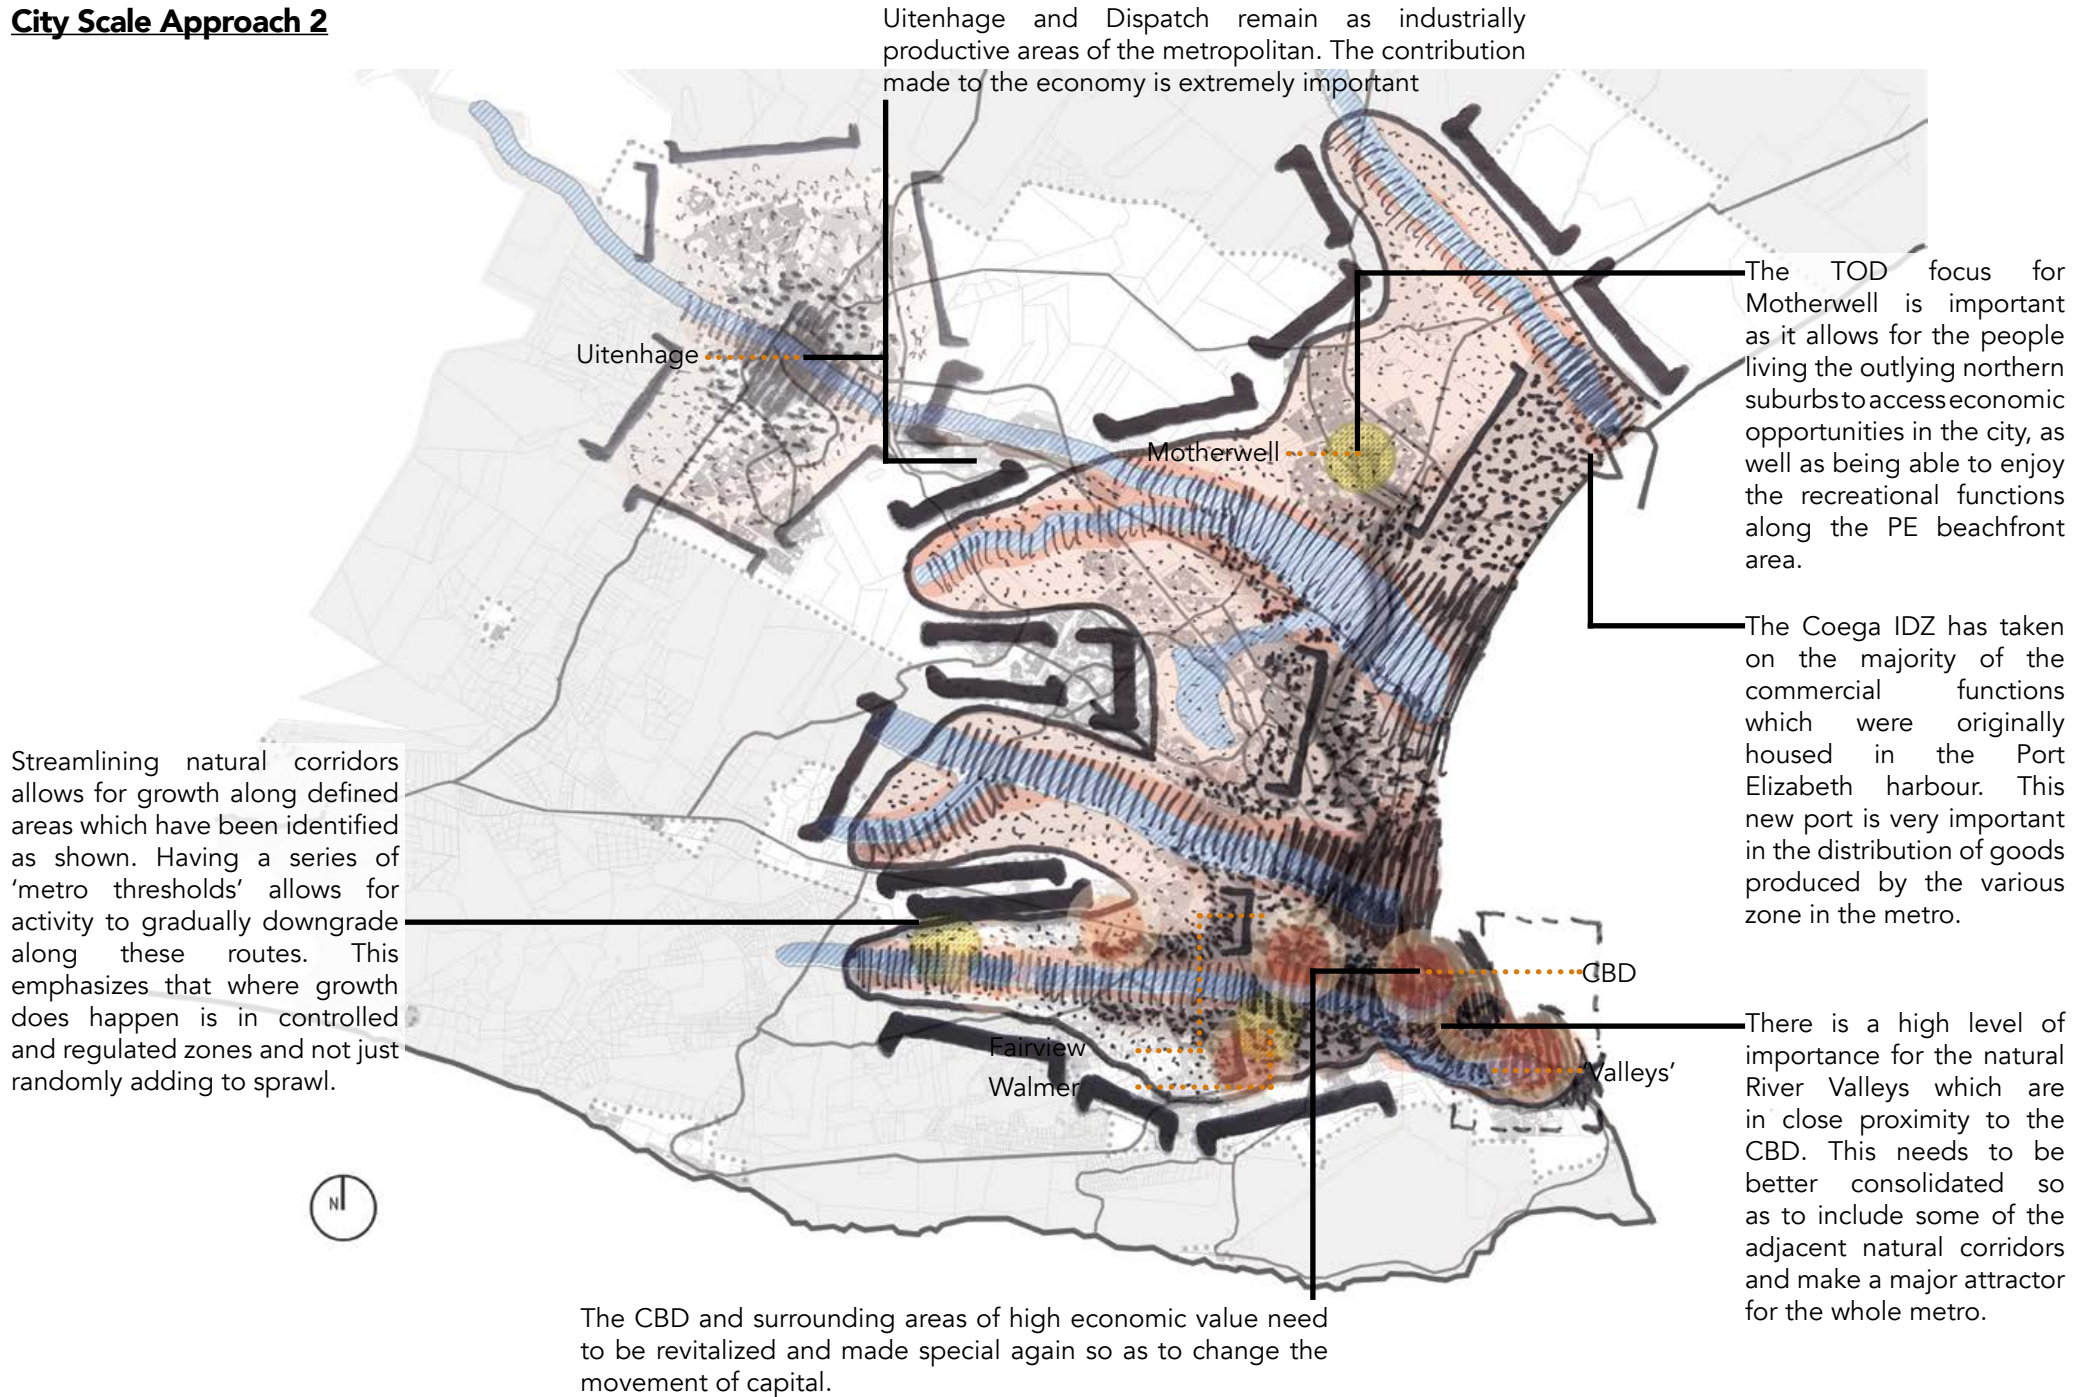 City Scale Approach 2
Uitenhage and Dispatch remain as industrially
productive areas of the metropolitan. The contribution
made to the economy is extremely important
The TOD focus for
Motherwell is important
as it allows for the people
living the outlying northern
suburbs to access economic
opportunities in the city, as
well as being able to enjoy
the recreational functions
along the PE beachfront
area.
Uitenhage
Motherwell
The Coega IDZ has taken
on the majority of the
commercial functions
which were originally
housed in the Port
Elizabeth harbour. This
new port is very important
in the distribution of goods
produced by the various
zone in the metro.
Streamlining natural corridors
allows for growth along defined
areas which have been identified
as shown. Having a series of
'metro thresholds' allows for
activity to gradually downgrade
along these routes. This
emphasizes that where growth
does happen is in controlled
and regulated zones and not just
randomly adding to sprawl.
CBD
Fairview
Walmer
'Valleys'
There is a high level of
importance for the natural
River Valleys which are
in close proximity to the
CBD. This needs to be
better consolidated so
as to include some of the
adjacent natural corridors
and make a major attractor
for the whole metro.
N
The CBD and surrounding areas of high economic value need
to be revitalized and made special again so as to change the
movement of capital.